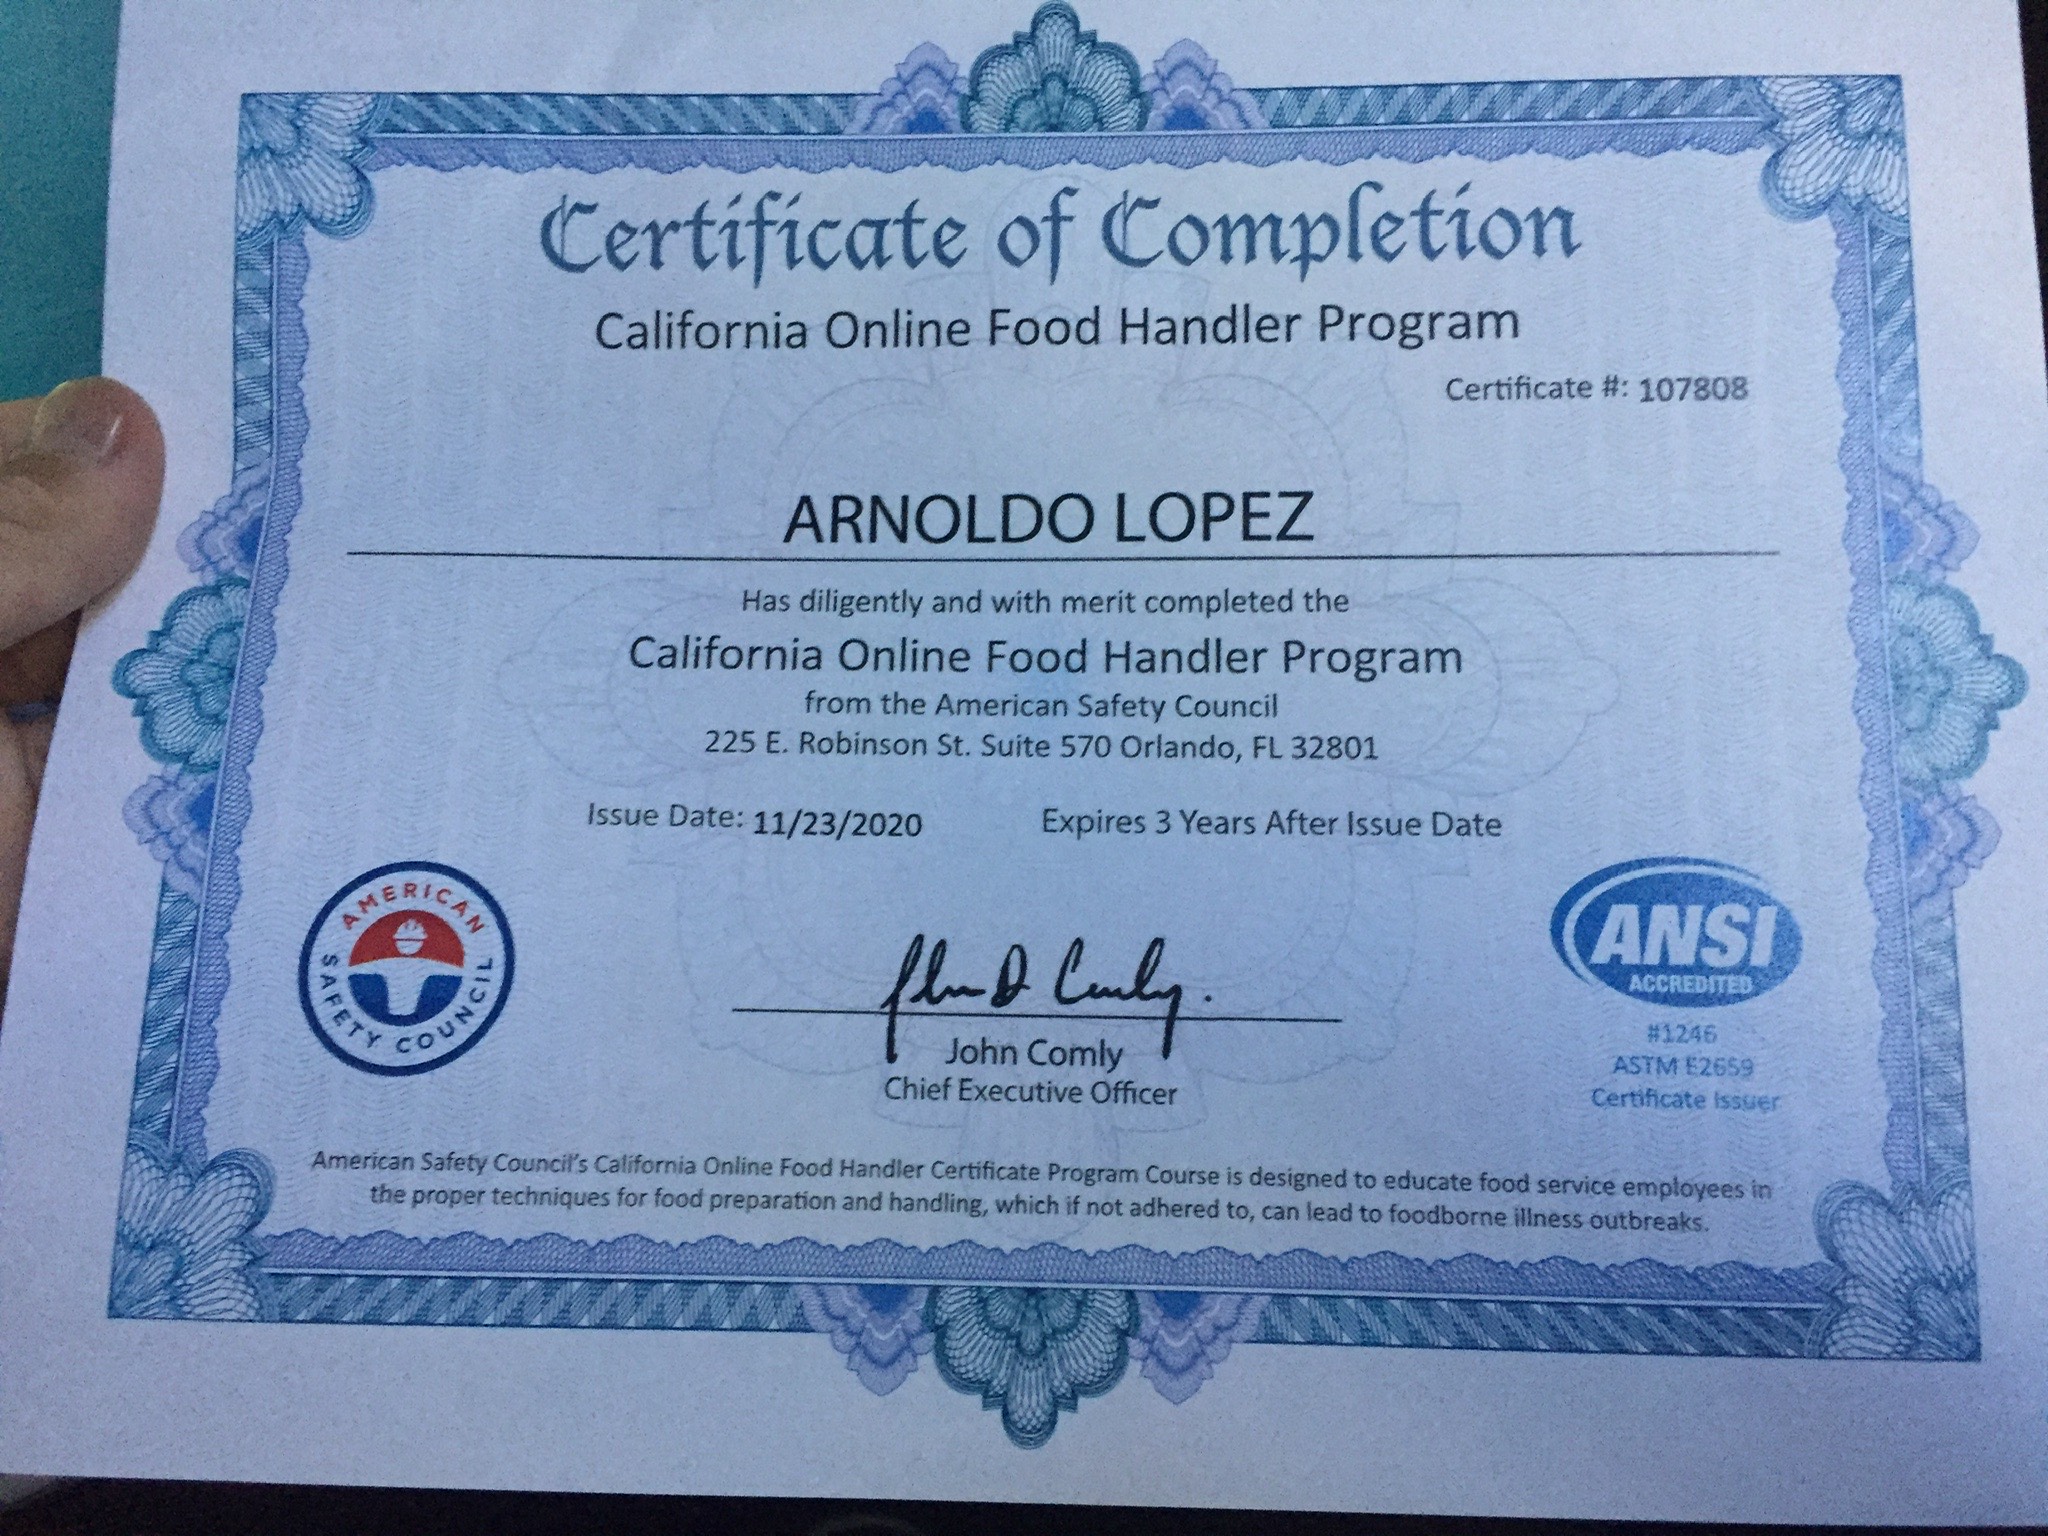 Certificate of Completion
California Online Food Handler Program
Certificate #: 107808
ARNOLDO LOPEZ
Has diligently and with merit completed the
California Online Food Handler Program
from the American Safety Council
225 E. Robinson St. Suite 570 Orlando, FL 32801
Issue Date: 11/23/2020 Expires 3 Years After Issue Date
AMERICAN
SAFETY COUNCIL
John D Comly.
John Comly
Chief Executive Officer
ANSI
ACCREDITED
#1246
ASTM E2659
Certificate Issuer
American Safety Council's California Online Food Handler Certificate Program Course is designed to educate food service employees in
the proper techniques for food preparation and handling, which if not adhered to, can lead to foodborne illness outbreaks.